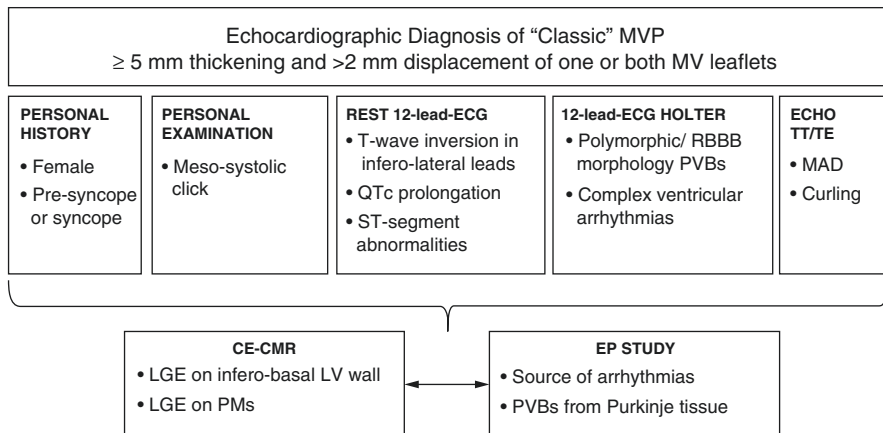 Echocardiographic Diagnosis of “Classic” MVP
≥ 5 mm thickening and >2 mm displacement of one or both MV leaflets
PERSONAL
HISTORY
• Female
• Pre-syncope
or syncope
PERSONAL
EXAMINATION
• Meso-systolic
click
REST 12-lead-ECG
• T-wave inversion in
infero-lateral leads
• QTc prolongation
• ST-segment
abnormalities
12-lead-ECG HOLTER
• Polymorphic/ RBBB
morphology PVBs
• Complex ventricular
arrhythmias
ECHO
TT/TE
• MAD
• Curling
CE-CMR
• LGE on infero-basal LV wall
• LGE on PMs
EP STUDY
• Source of arrhythmias
• PVBs from Purkinje tissue